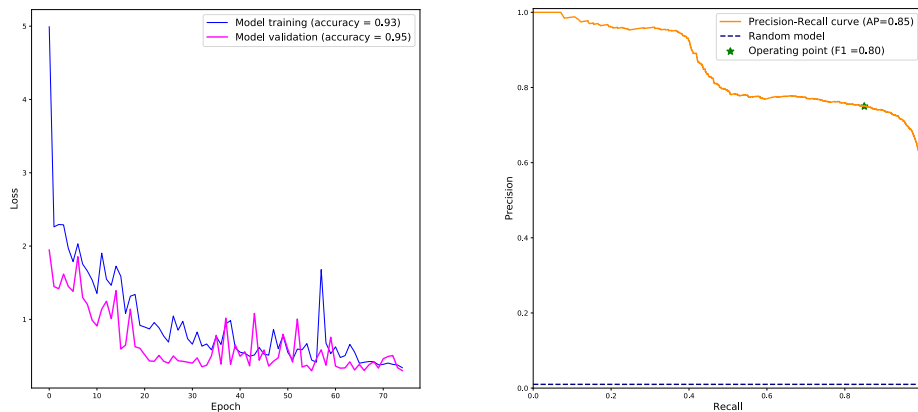 Model training (accuracy = 0.93)
Model validation (accuracy = 0.95)
5
4
3
2
1
Loss
0 10 20 30 40 50 60 70
Epoch
Precision-Recall curve (AP=0.85)
Random model
Operating point (F1 =0.80)
1.0
0.8
0.6
0.4
0.2
0.0
Precision
0.0 0.2 0.4 0.6 0.8
Recall